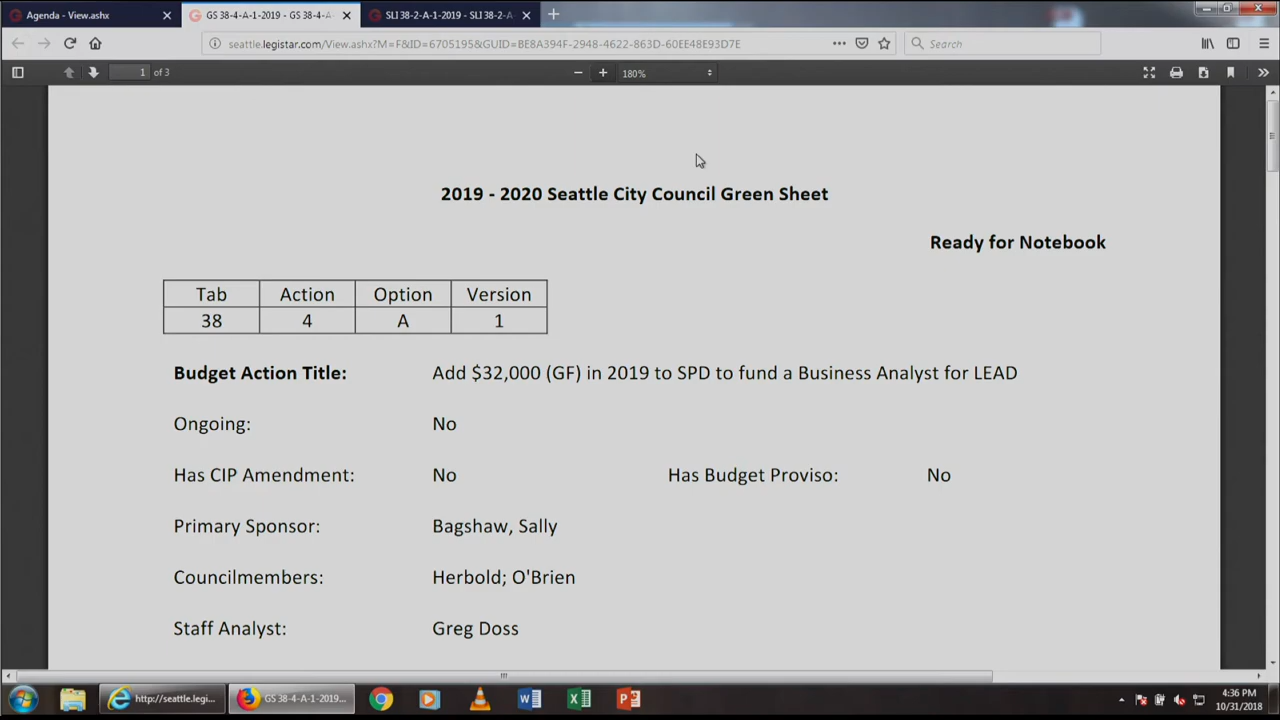 Agenda - View.ashx
GS 38-4-A-1-2019 - GS 38-4-A-
SLI 38-2-A-1-2019 - SLI 38-2-A-
seattle.legistar.com/View.ashx?M=F&ID=6705195&GUID=BE8A394F-2948-4622-863D-60EE48E93D7E
Search
1 of 3
180%
2019 - 2020 Seattle City Council Green Sheet
Ready for Notebook
Tab Action Option Version
38 4 A 1
Budget Action Title: Add $32,000 (GF) in 2019 to SPD to fund a Business Analyst for LEAD
Ongoing: No
Has CIP Amendment: No Has Budget Proviso: No
Primary Sponsor: Bagshaw, Sally
Councilmembers: Herbold; O'Brien
Staff Analyst: Greg Doss
http://seattle.legi...
GS 38-4-A-1-2019...
4:36 PM
10/31/2018